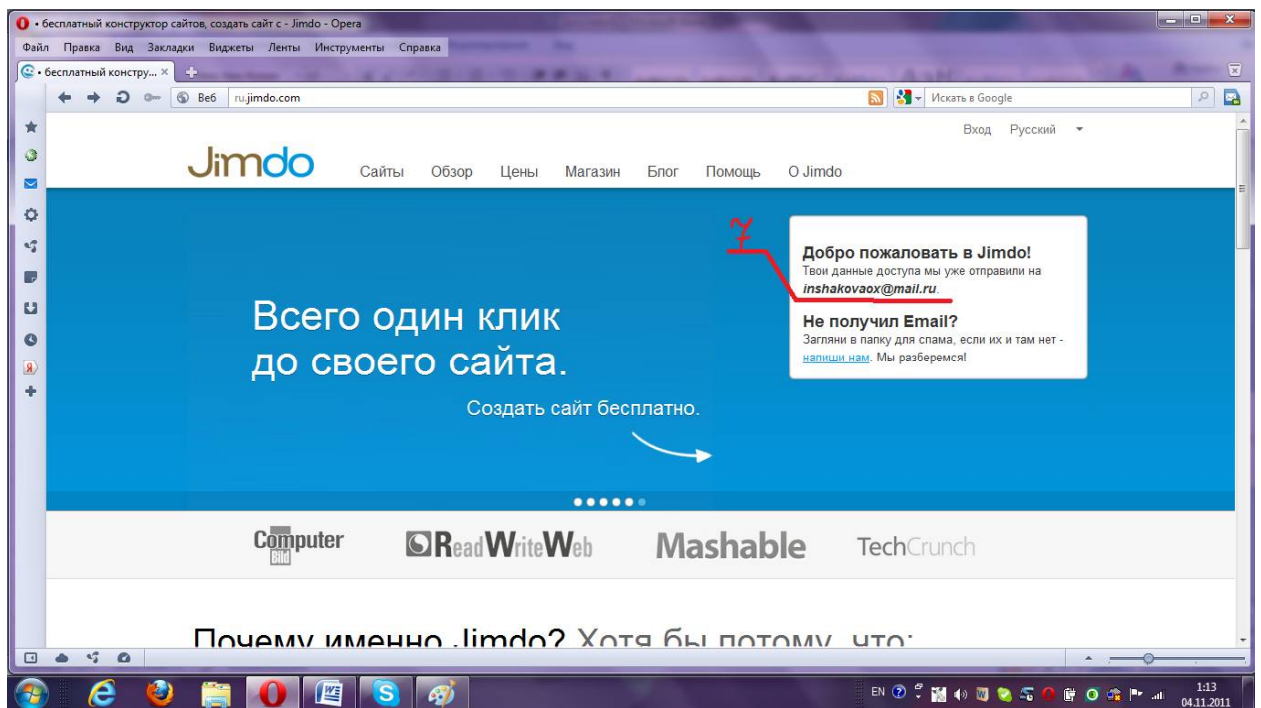 • бесплатный конструктор сайтов, создать сайт с - Jimdo - Opera
Файл Правка Вид Закладки Виджеты Ленты Инструменты Справка
• бесплатный констру...
Веб ru.jimdo.com Искать в Google
Вход Русский
Jimdo Сайты Обзор Цены Магазин Блог Помощь О Jimdo
7
Добро пожаловать в Jimdo!
Твои данные доступа мы уже отправили на
inshakovaox@mail.ru.
Не получил Email?
Загляни в папку для спама, если их и там нет -
напиши нам. Мы разберемся!
Всего один клик
до своего сайта.
Создать сайт бесплатно.
Computer Bild ReadWriteWeb Mashable TechCrunch
Почему именно Jimdo? Хотя бы потому, что:
EN 1:13
04.11.2011